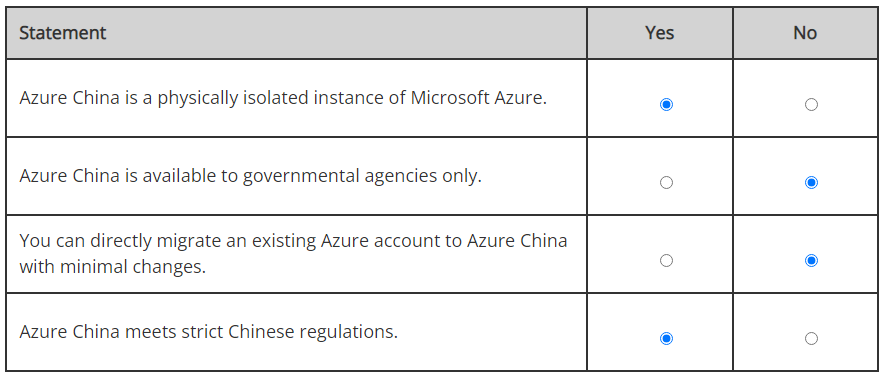 Statement Yes No
Azure China is a physically isolated instance of Microsoft Azure.
Azure China is available to governmental agencies only.
You can directly migrate an existing Azure account to Azure China
with minimal changes.
Azure China meets strict Chinese regulations.